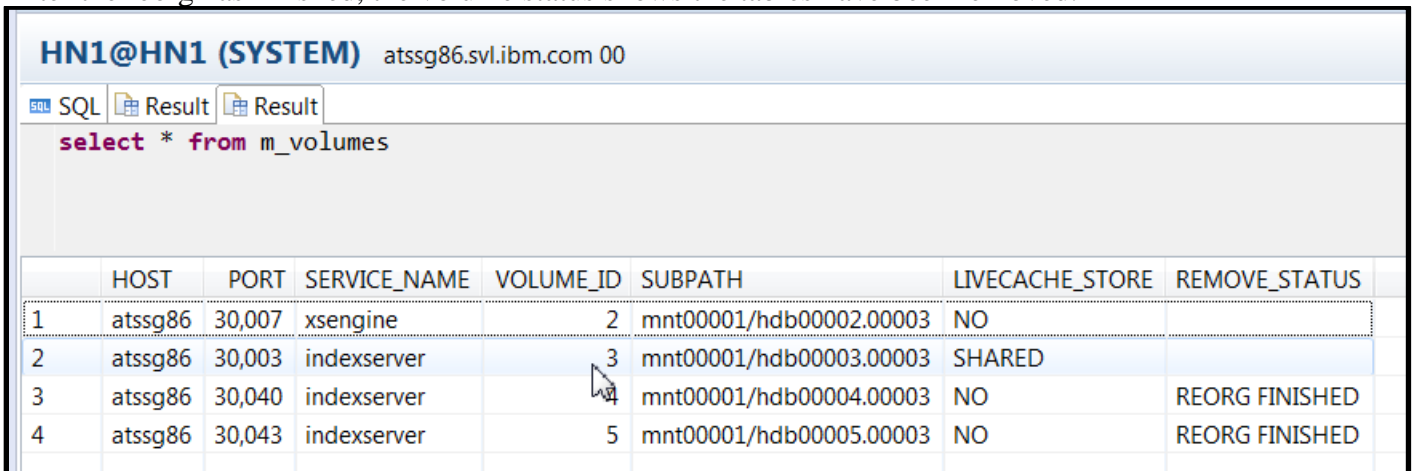 HN1@HN1 (SYSTEM) atssg86.svl.ibm.com 00
SQL SQL Result Result
select * from m_volumes
HOST PORT SERVICE_NAME VOLUME_ID SUBPATH LIVECACHE_STORE REMOVE_STATUS
1 atssg86 30,007 xsengine 2 mnt00001/hdb00002.00003 NO
2 atssg86 30,003 indexserver 3 mnt00001/hdb00003.00003 SHARED
3 atssg86 30,040 indexserver 4 mnt00001/hdb00004.00003 NO REORG FINISHED
4 atssg86 30,043 indexserver 5 mnt00001/hdb00005.00003 NO REORG FINISHED